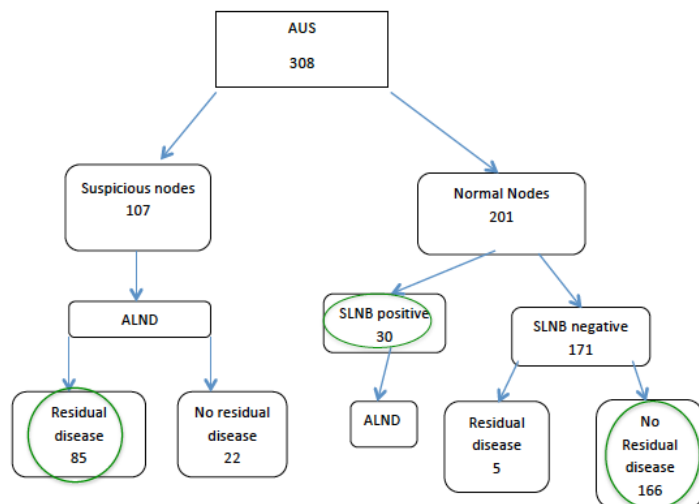 AUS
308
Suspicious nodes
107
Normal Nodes
201
ALND
SLNB positive
30
SLNB negative
171
Residual
disease
85
No residual
disease
22
ALND
Residual
disease
5
No
Residual
disease
166